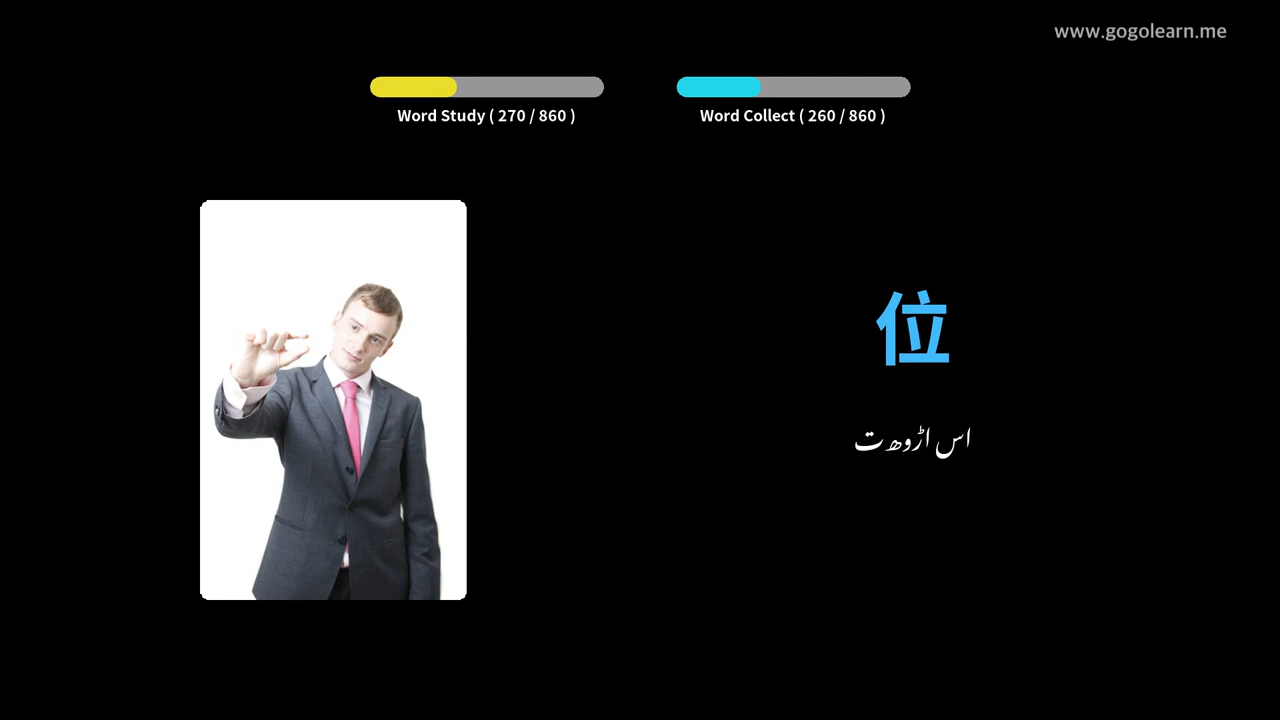 www.gogolearn.me
Word Study ( 270 / 860 )
Word Collect ( 260 / 860 )
位
اس اڑوھ ت